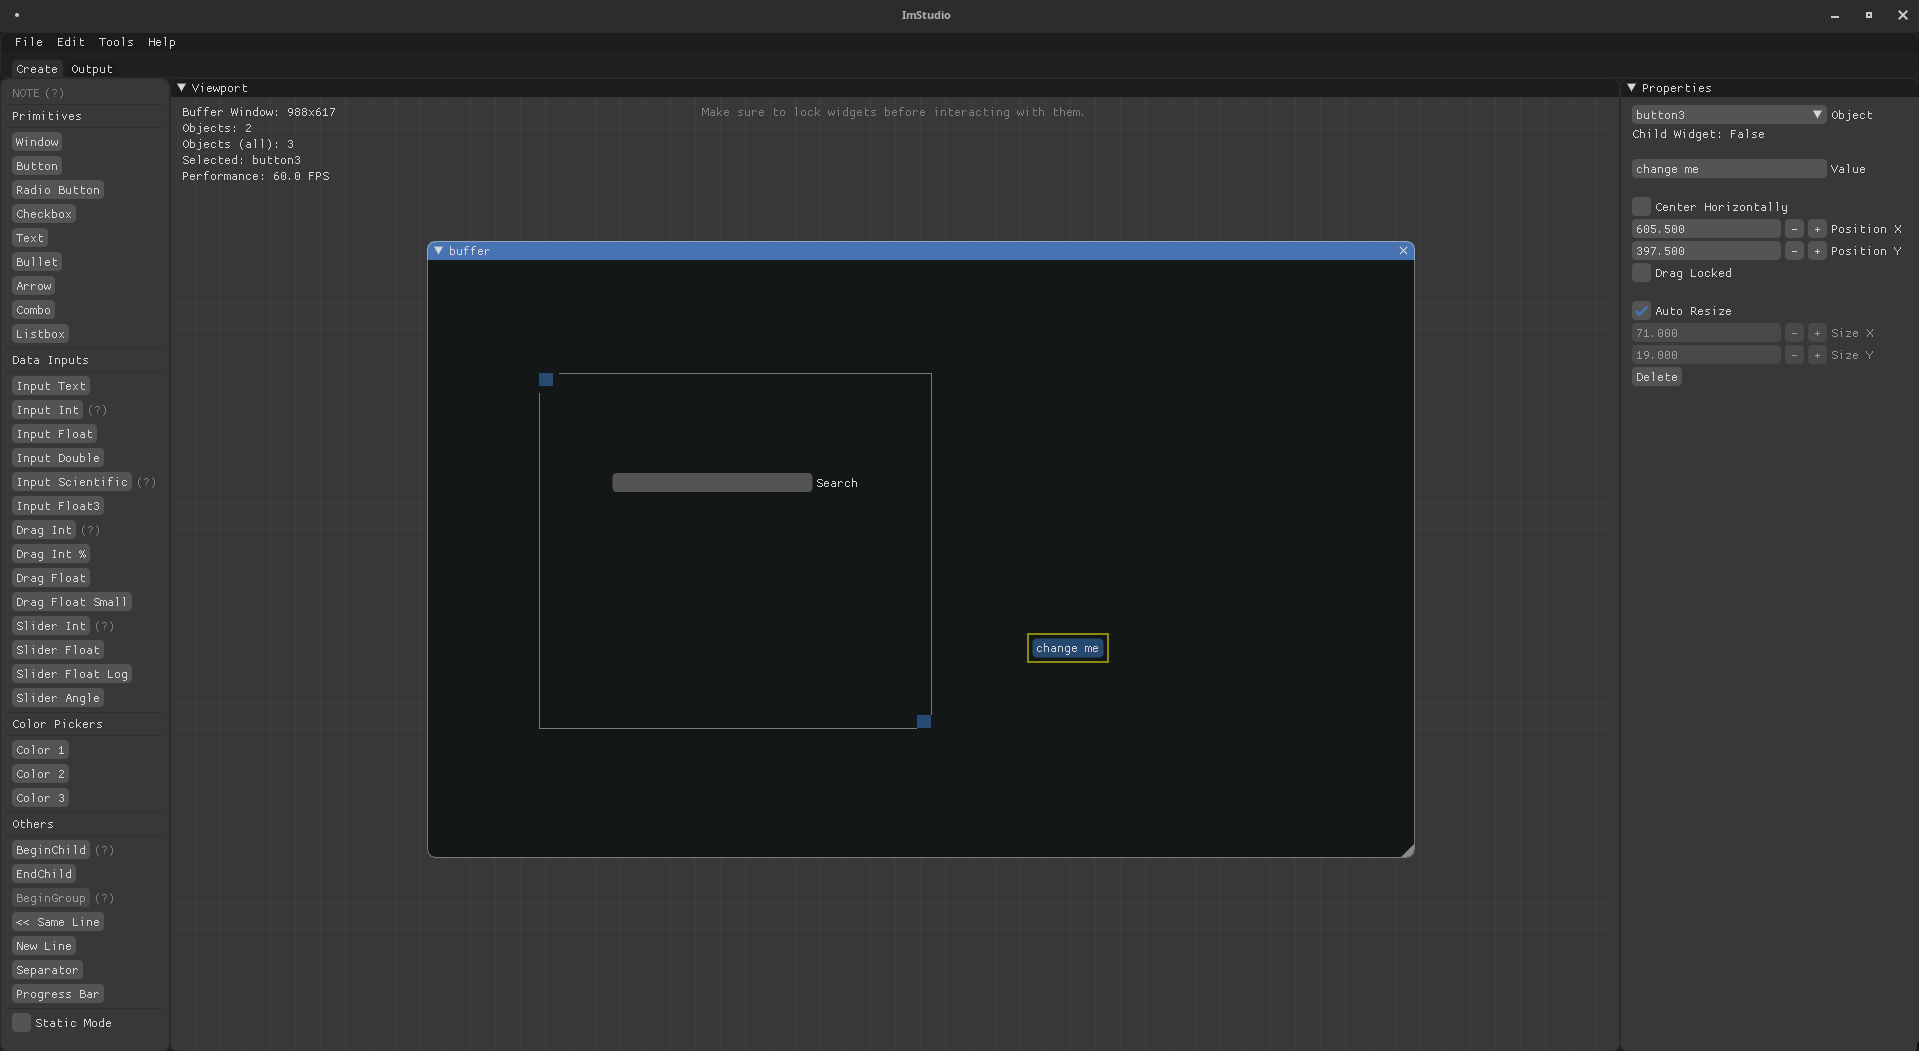 ImStudio
File Edit Tools Help
Create Output
NOTE (?)
Primitives
Window
Button
Radio Button
Checkbox
Text
Bullet
Arrow
Combo
Listbox
Data Inputs
Input Text
Input Int (?)
Input Float
Input Double
Input Scientific (?)
Input Float3
Drag Int (?)
Drag Int %
Drag Float
Drag Float Small
Slider Int (?)
Slider Float
Slider Float Log
Slider Angle
Color Pickers
Color 1
Color 2
Color 3
Others
BeginChild (?)
EndChild
BeginGroup (?)
<< Same Line
New Line
Separator
Progress Bar
Static Mode
Viewport
Buffer Window: 988x617
Objects: 2
Objects (all): 3
Selected: button3
Performance: 60.0 FPS
Make sure to lock widgets before interacting with them.
buffer
Search
change me
Properties
button3 Object
Child Widget: False
change me Value
Center Horizontally
605.500 - + Position X
397.500 - + Position Y
Drag Locked
Auto Resize
71.000 - + Size X
19.000 - + Size Y
Delete